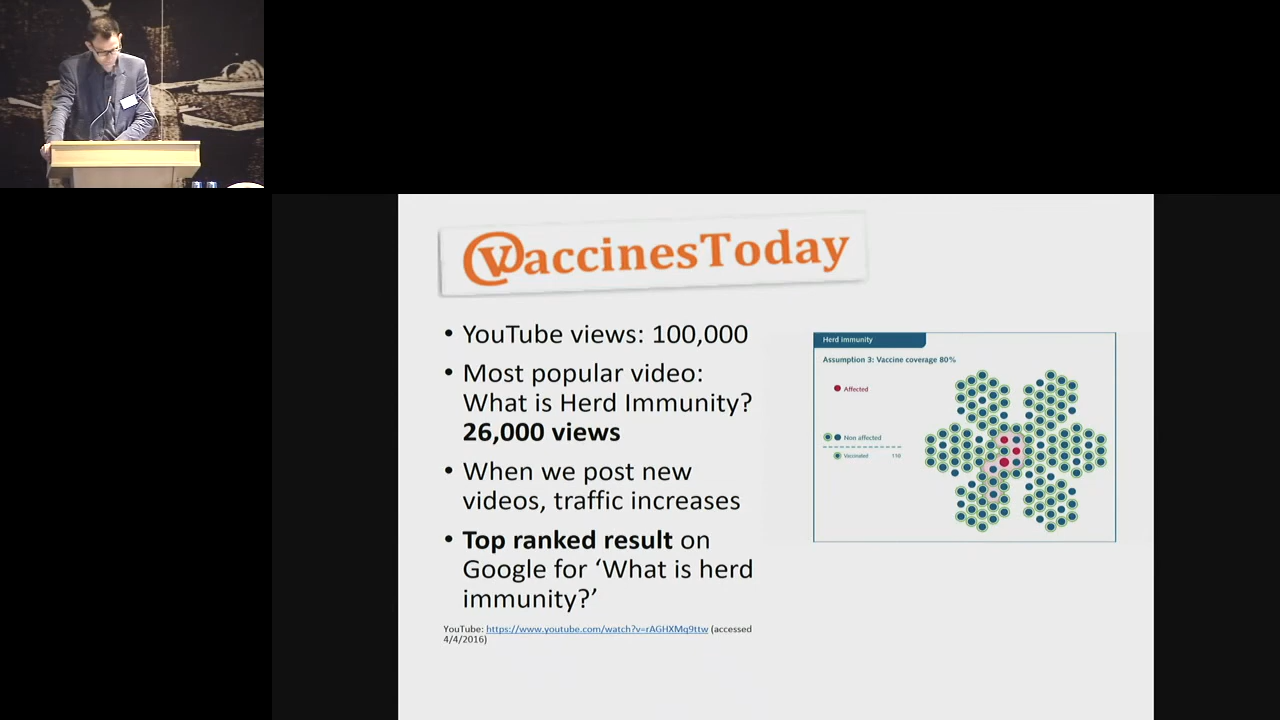 @vaccinesToday
• YouTube views: 100,000
• Most popular video:
What is Herd Immunity?
26,000 views
• When we post new
videos, traffic increases
• Top ranked result on
Google for ‘What is herd
immunity?’
YouTube: https://www.youtube.com/watch?v=rAGHXMq9ttw (accessed
4/4/2016)
Herd immunity
Assumption 3: Vaccine coverage 80%
Affected
Non affected
Vaccinated 110